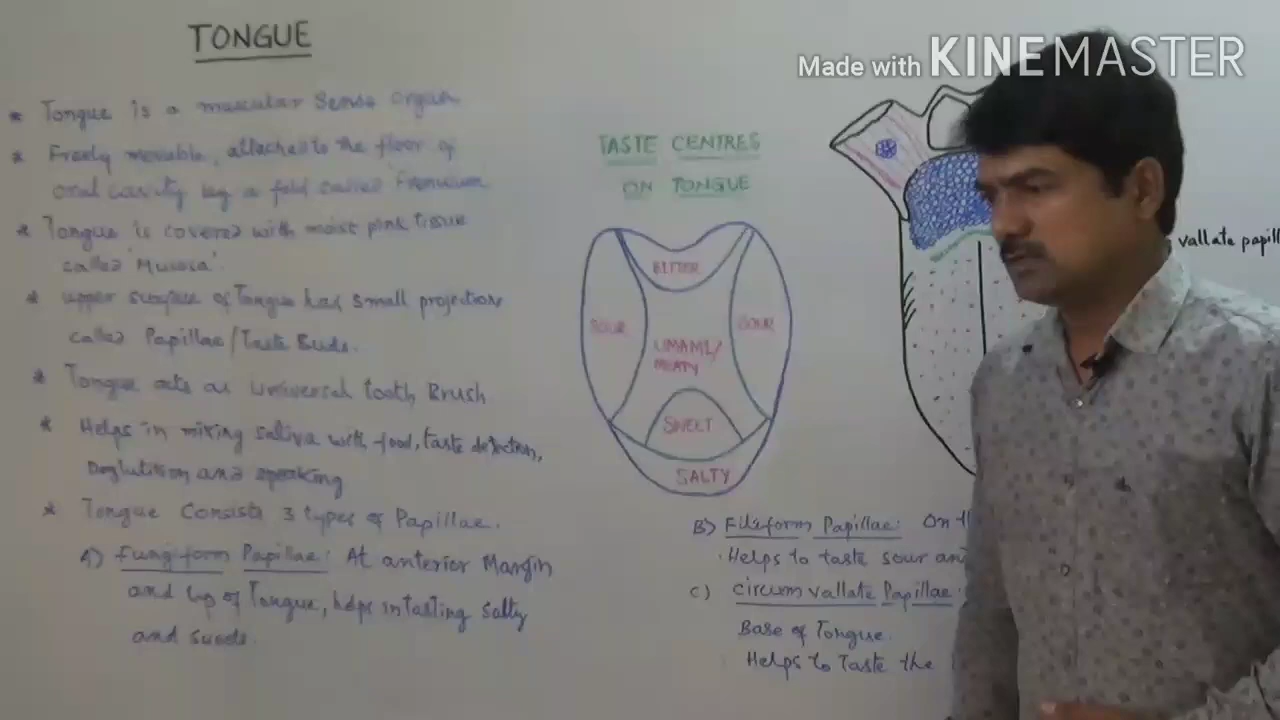 TONGUE
Made with KINEMASTER
* Tongue is a muscular sense organ
* Freely movable, attaches to the floor of
oral cavity by a fold called Frenulum
* Tongue is covered with moist pink tissue
called 'Mucosa'.
* upper surface of Tongue has small projections
called Papillae/Taste Buds.
* Tongue acts as Universal tooth Brush
* Helps in mixing saliva with food, taste detection,
Deglutition and speaking
* Tongue Consists 3 types of Papillae.
A) Fungiform Papillae: At anterior Margin
and tip of Tongue, helps in tasting Salty
and sweets.
TASTE CENTRES
ON TONGUE
BITTER
SOUR
SOUR
UMAMI/
MEATY
SWEET
SALTY
vallate papill
B) Filiform Papillae: On th
Helps to taste sour an
C) circum vallate Papillae:
Base of Tongue.
Helps to Taste the